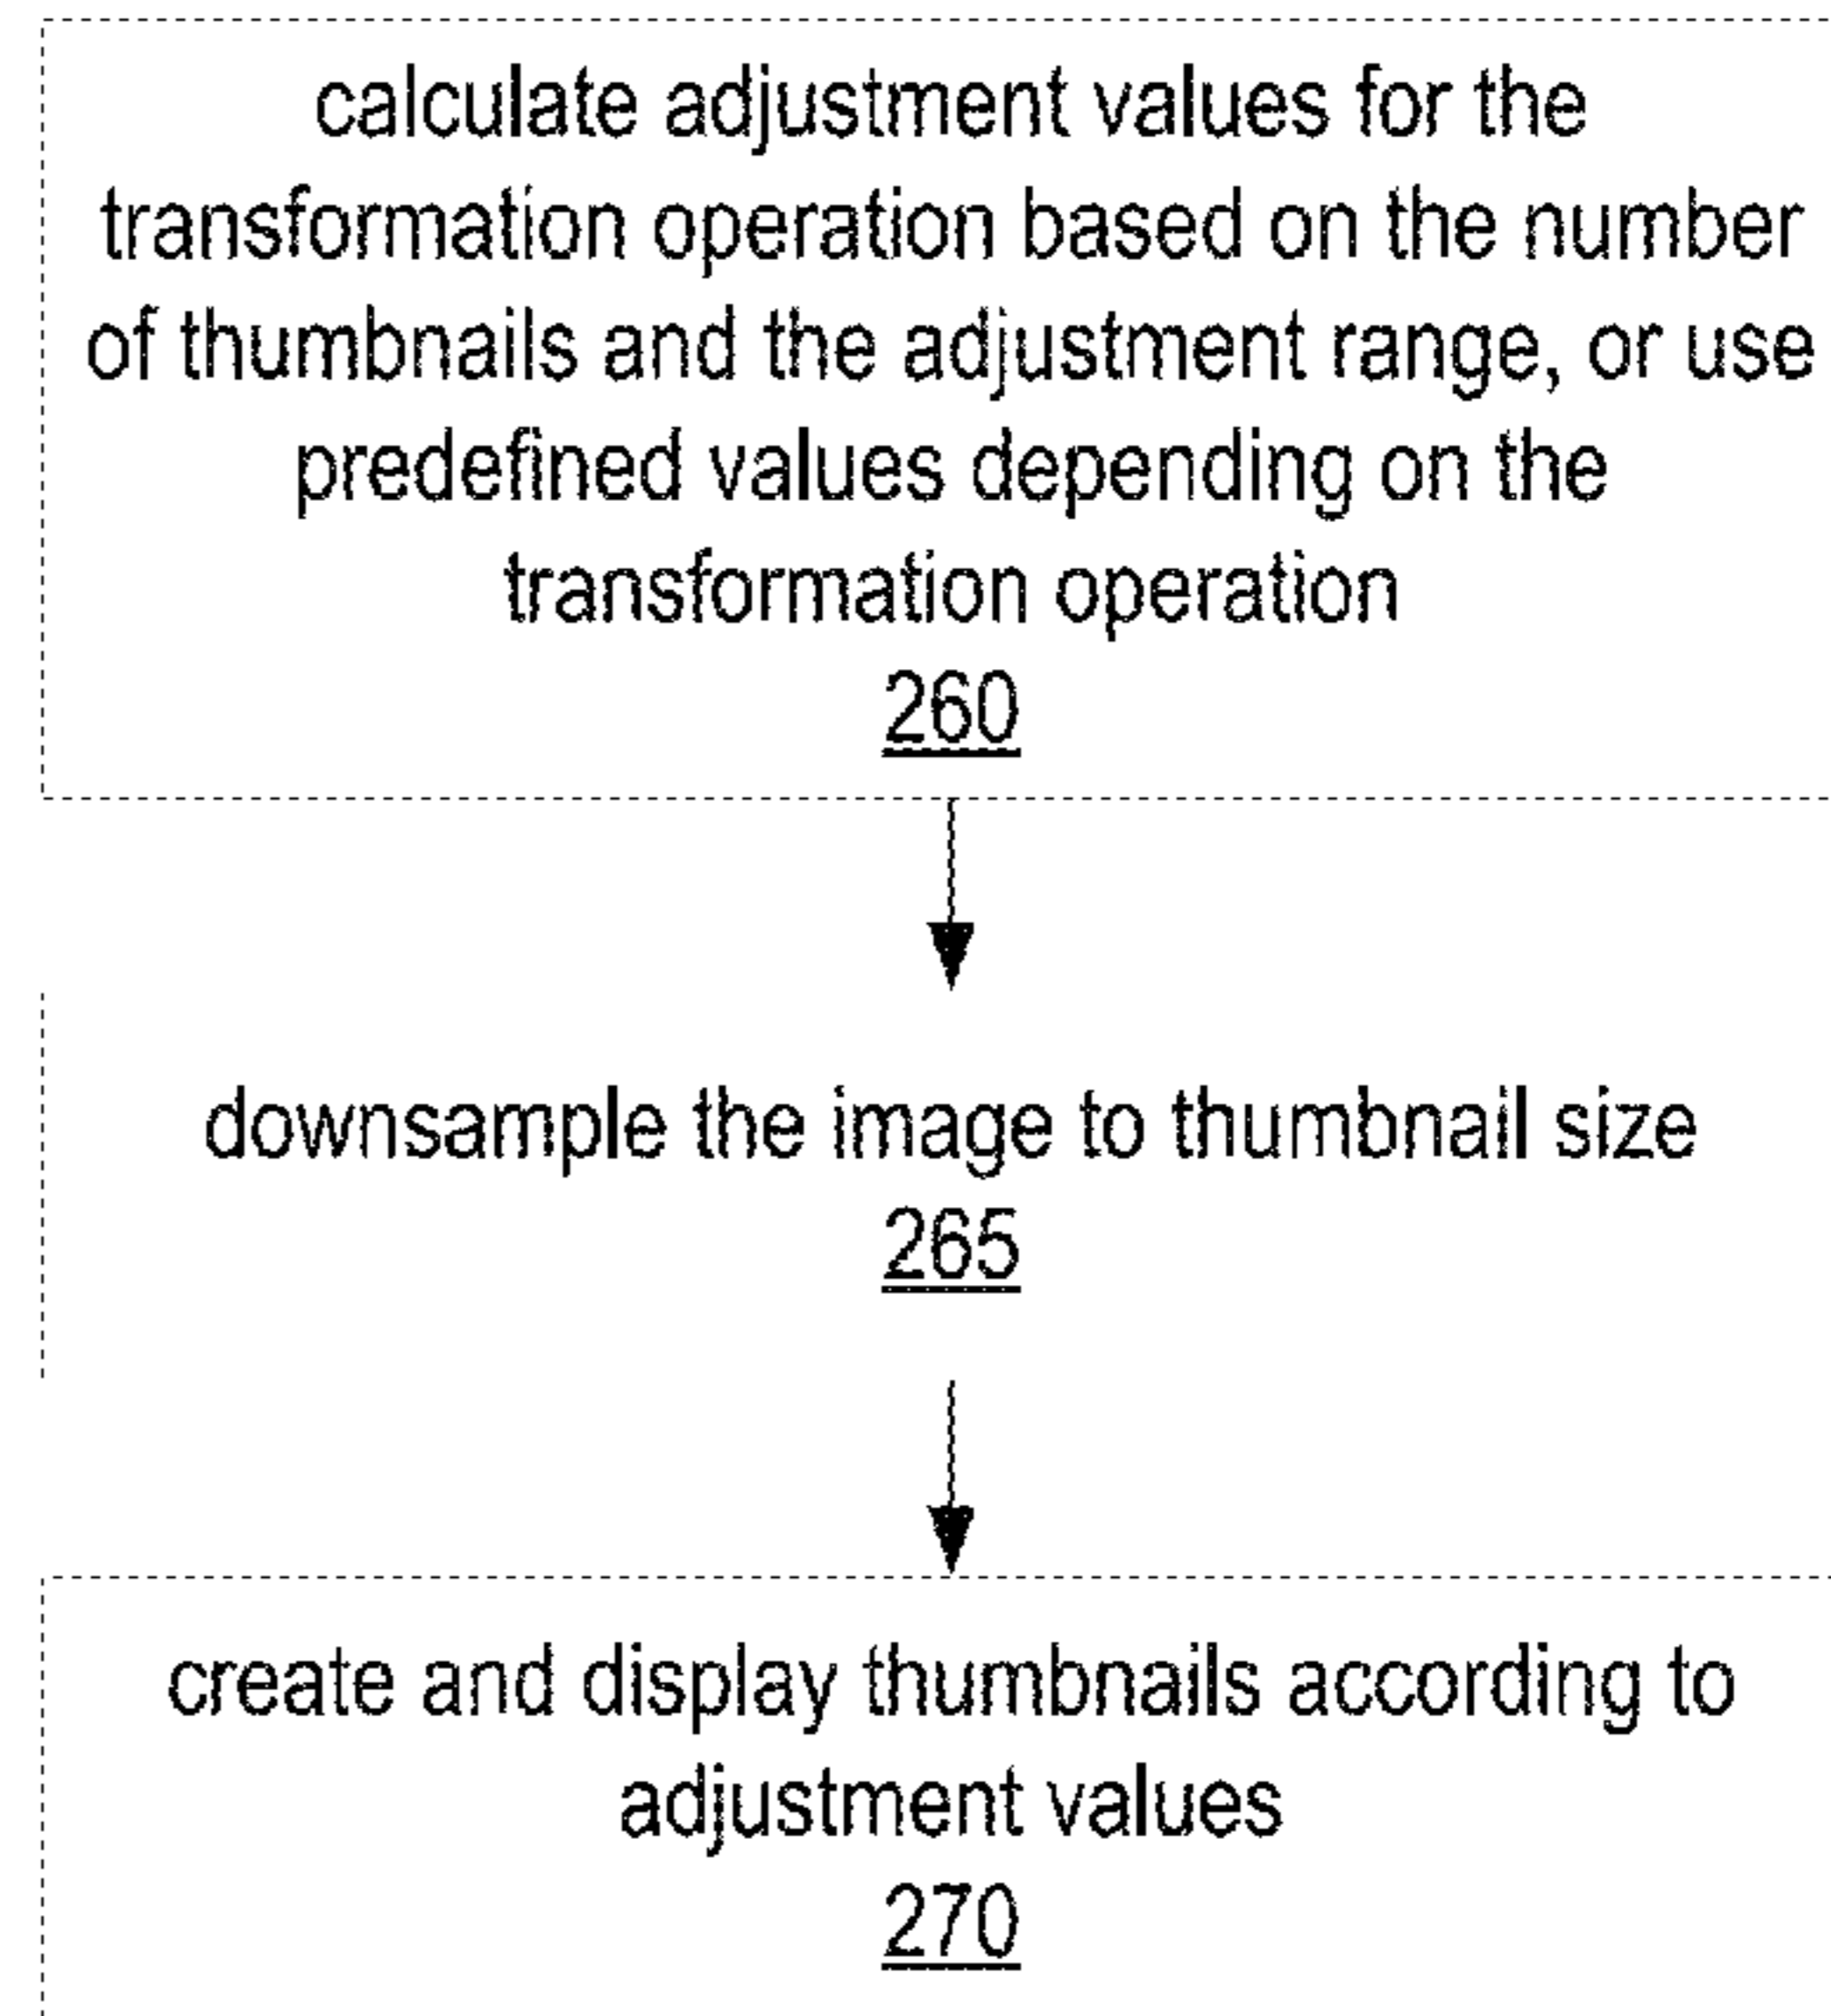 calculate adjustment values for the
transformation operation based on the number
of thumbnails and the adjustment range, or use
predefined values depending on the
transformation operation
260
downsample the image to thumbnail size
265
create and display thumbnails according to
adjustment values
270